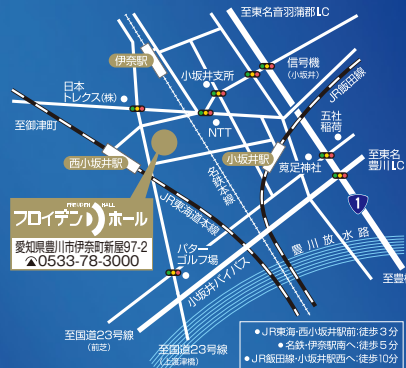 至東名音羽蒲郡I.C
伊奈駅
小坂井支所
信号機
(小坂井)
JR飯田線
日本
トレクス(株)
NTT
五社
稲荷
至御津町
西小坂井駅
小坂井駅
菟足神社
至東名
豊川I.C
名鉄本線
JR東海道本線
1
FREUDEN HALL
フロイデンホール
愛知県豊川市伊奈町新屋97-2
☎0533-78-3000
バター
ゴルフ場
小坂井バイパス
豊川放水路
至豊橋
至国道23号線
(前芝)
至国道23号線
(上渡津橋)
●JR東海・西小坂井駅前:徒歩3分
●名鉄・伊奈駅南へ:徒歩5分
●JR飯田線・小坂井駅西へ:徒歩10分